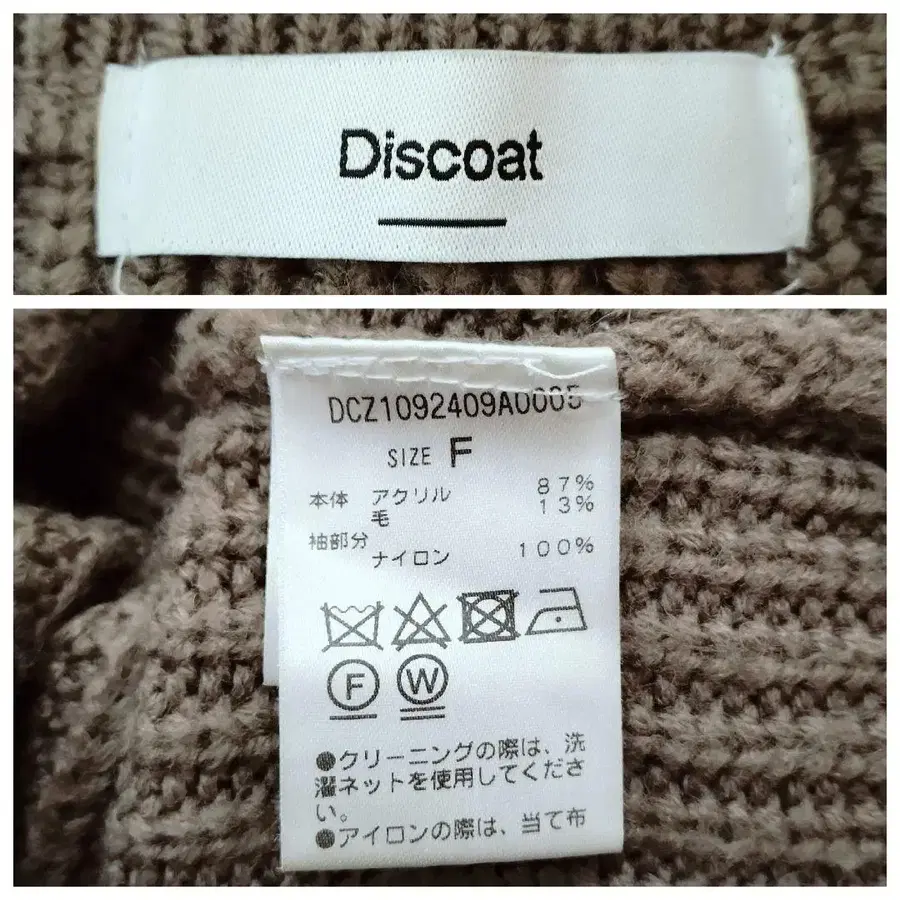 Discoat
DCZ1092409A0005
SIZE F
本体 アクリル 87%
毛 13%
袖部分
ナイロン 100%
F W
●クリーニングの際は、洗
濯ネットを使用してくださ
い。
●アイロンの際は、当て布